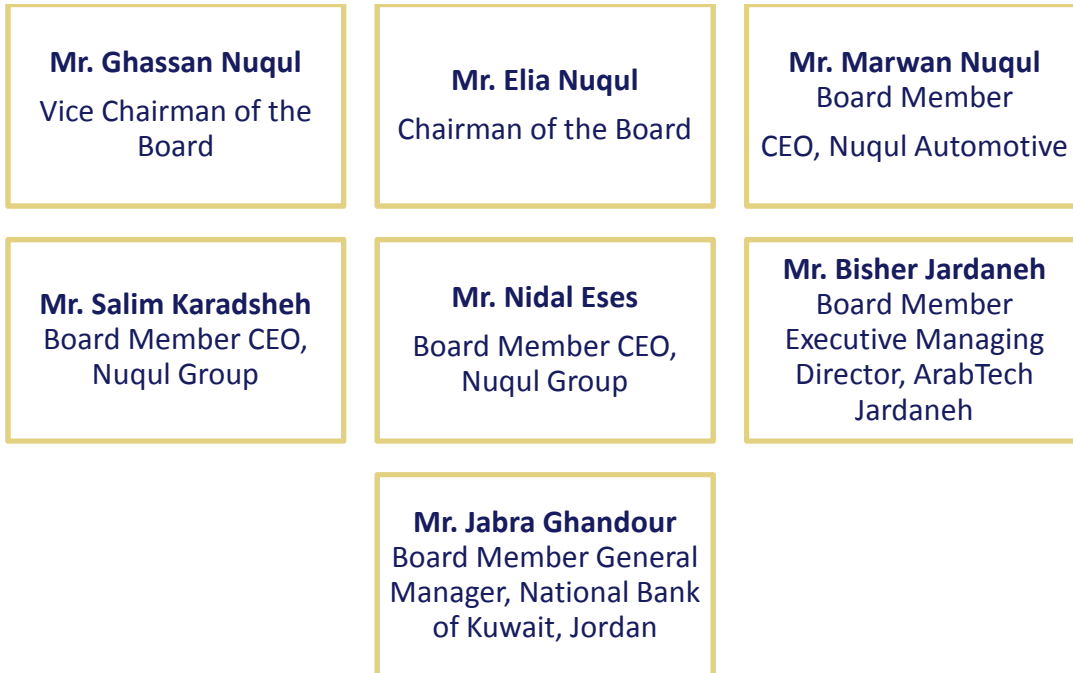 Mr. Ghassan Nuqul
Vice Chairman of the
Board
Mr. Elia Nuqul
Chairman of the Board
Mr. Marwan Nuqul
Board Member
CEO, Nuqul Automotive
Mr. Salim Karadsheh
Board Member CEO,
Nuqul Group
Mr. Nidal Eses
Board Member CEO,
Nuqul Group
Mr. Bisher Jardaneh
Board Member
Executive Managing
Director, ArabTech
Jardaneh
Mr. Jabra Ghandour
Board Member General
Manager, National Bank
of Kuwait, Jordan